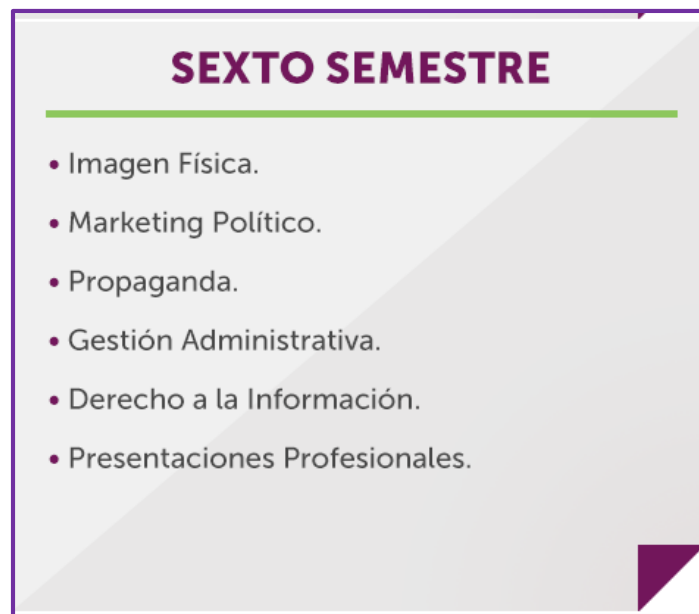 SEXTO SEMESTRE
• Imagen Física.
• Marketing Político.
• Propaganda.
• Gestión Administrativa.
• Derecho a la Información.
• Presentaciones Profesionales.